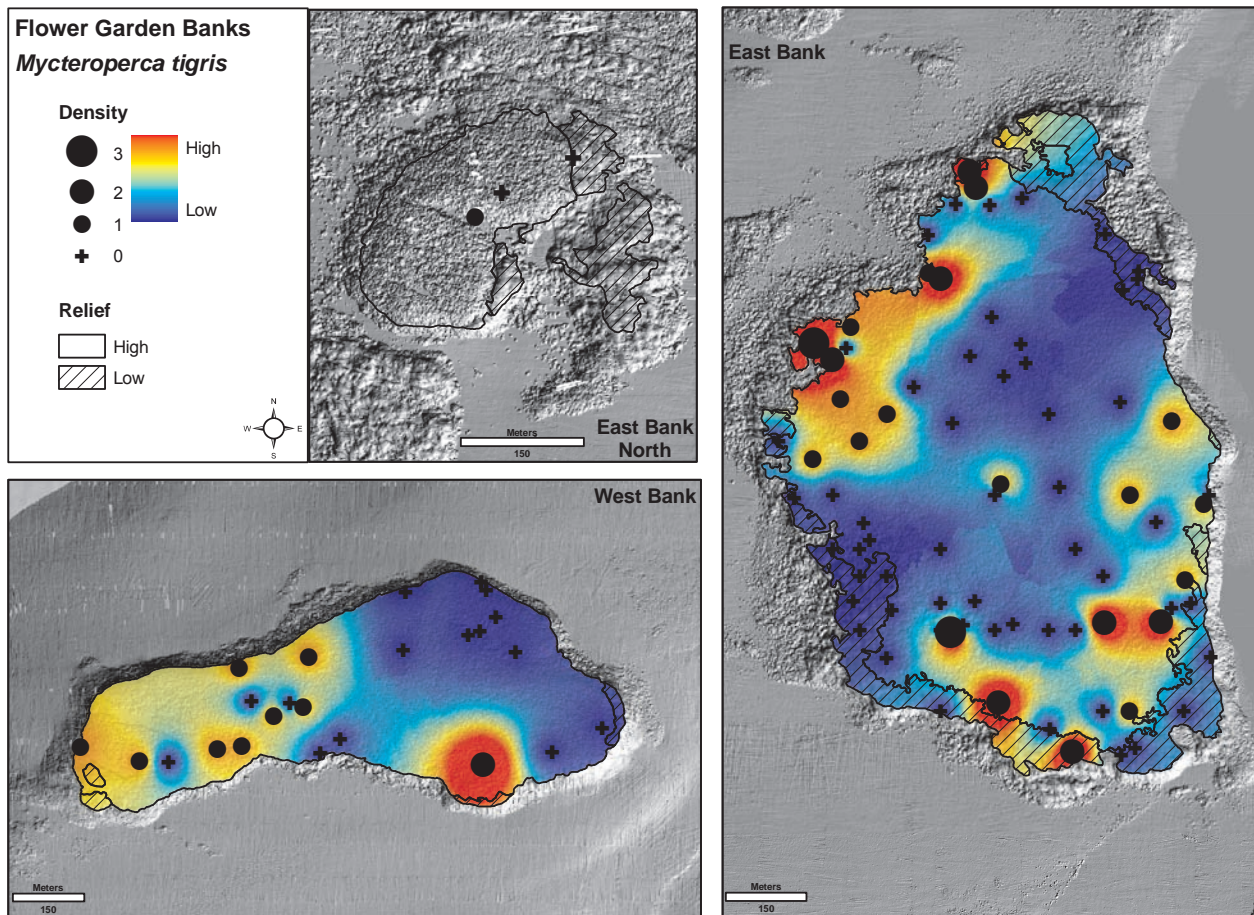 Flower Garden Banks
Mycteroperca tigris
Density
3
High
2
Low
1
0
Relief
High
Low
N
W E
S
Meters
150
East Bank
North
East Bank
Meters
150
West Bank
Meters
150